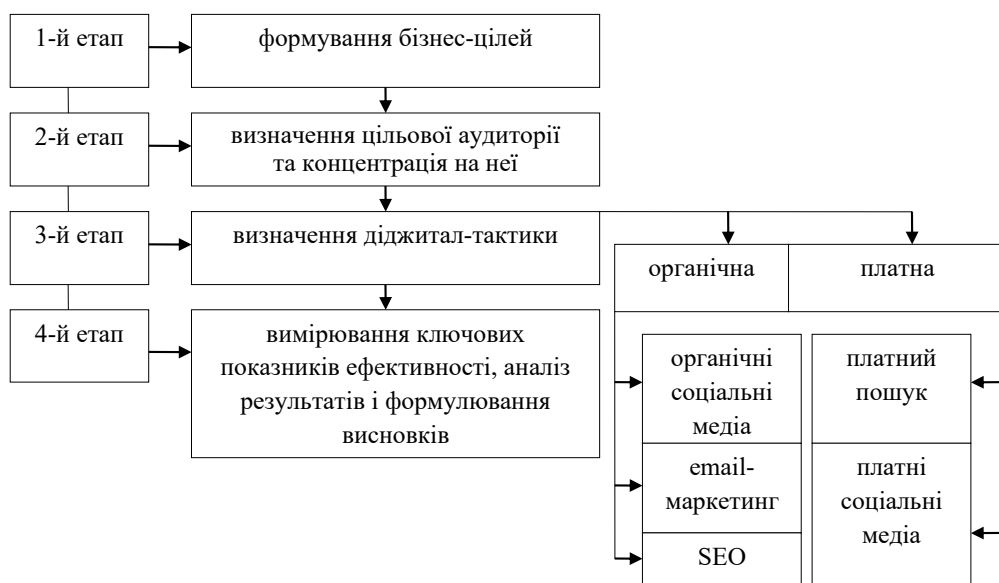 1-й етап
формування бізнес-цілей
2-й етап
визначення цільової аудиторії
та концентрація на неї
3-й етап
визначення діджитал-тактики
органічна
платна
4-й етап
вимірювання ключових
показників ефективності, аналіз
результатів і формулювання
висновків
органічні
соціальні
медіа
email-
маркетинг
SEO
платний
пошук
платні
соціальні
медіа